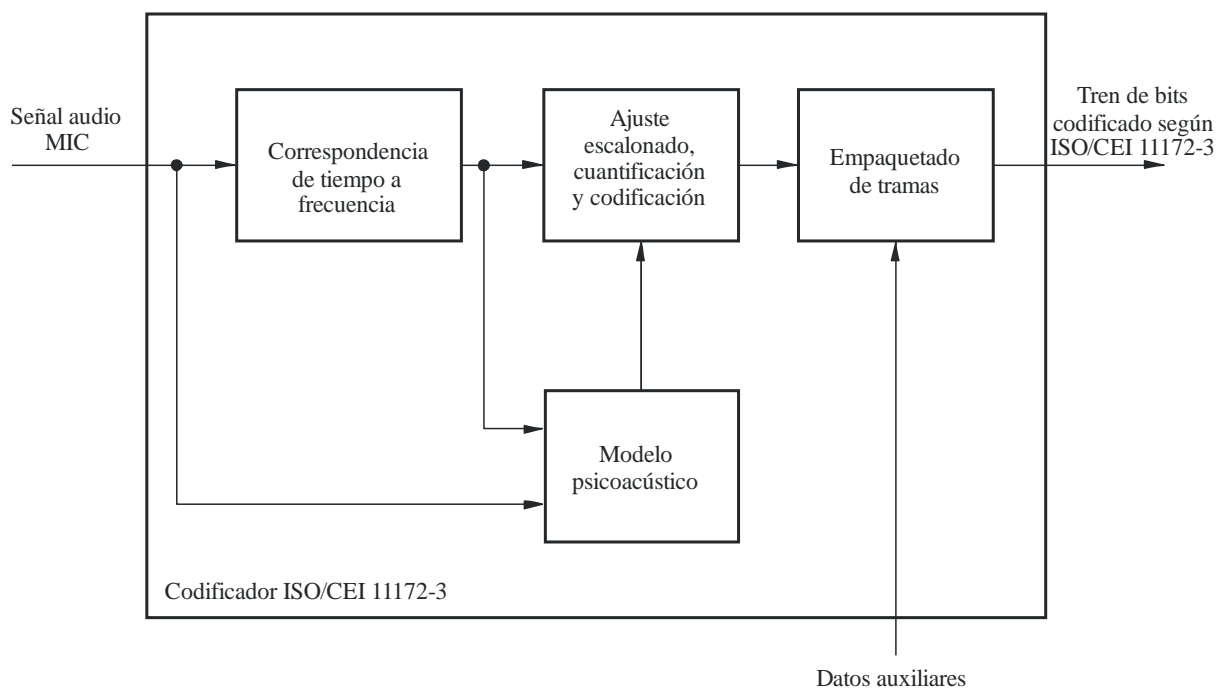 Señal audio
MIC
Correspondencia
de tiempo a
frecuencia
Ajuste
escalonado,
cuantificación
y codificación
Empaquetado
de tramas
Tren de bits
codificado según
ISO/CEI 11172-3
Modelo
psicoacústico
Codificador ISO/CEI 11172-3
Datos auxiliares